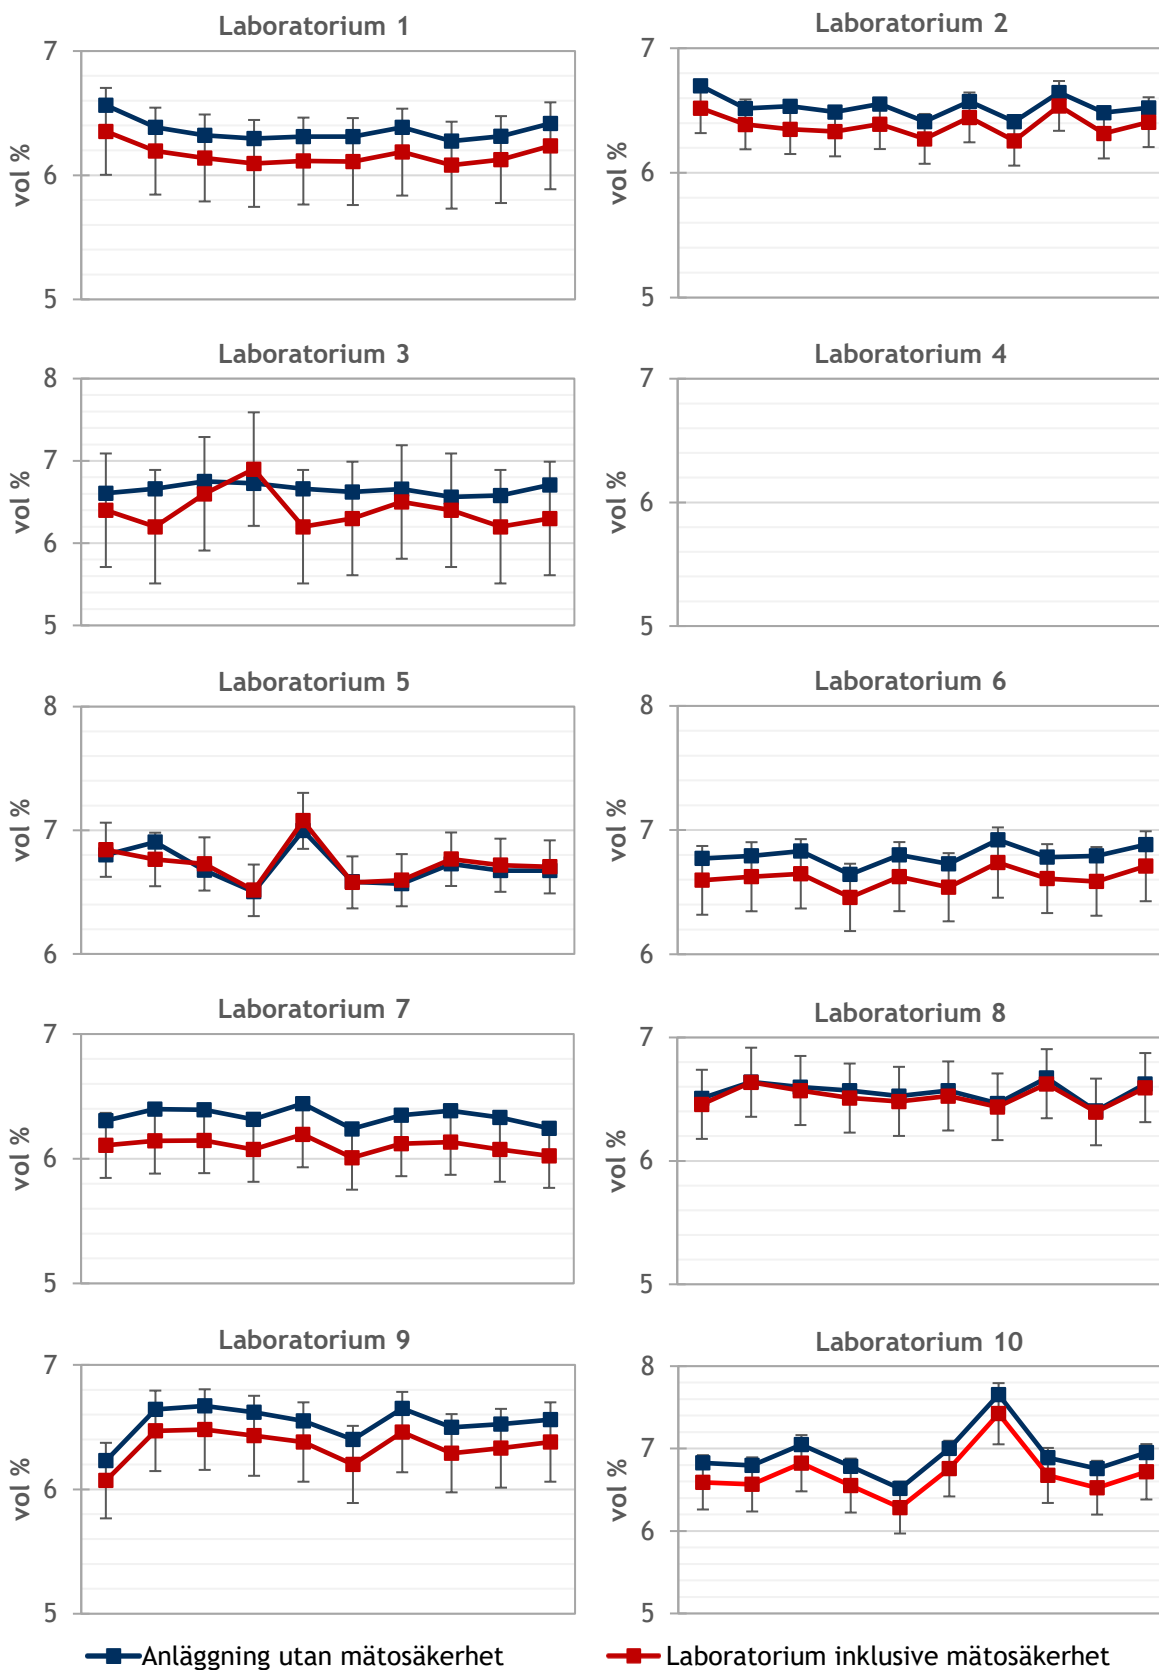 Laboratorium 1
7
6
5
vol %
Laboratorium 2
7
6
5
vol %
Laboratorium 3
8
7
6
5
vol %
Laboratorium 4
7
6
5
vol %
Laboratorium 5
8
7
6
vol %
Laboratorium 6
8
7
6
vol %
Laboratorium 7
7
6
5
vol %
Laboratorium 8
7
6
5
vol %
Laboratorium 9
7
6
5
vol %
Laboratorium 10
8
7
6
5
vol %
Anläggning utan mätosäkerhet
Laboratorium inklusive mätosäkerhet